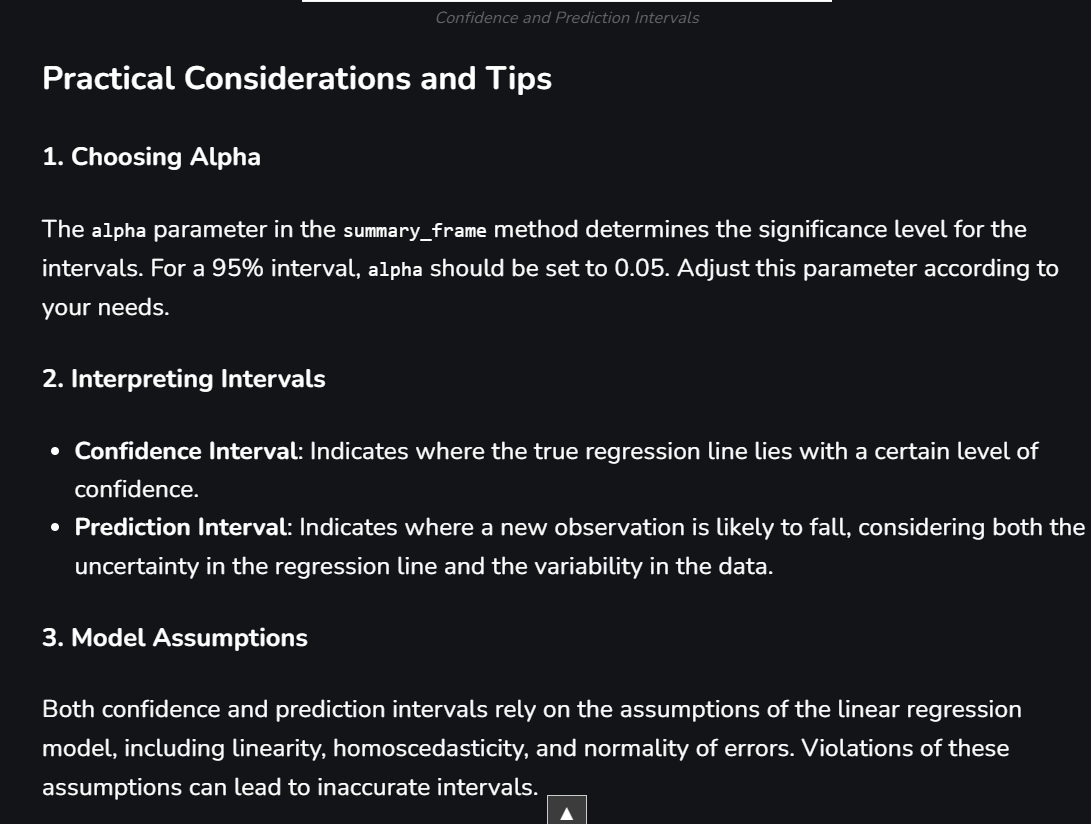 Confidence and Prediction Intervals
Practical Considerations and Tips
1. Choosing Alpha
The alpha parameter in the summary_frame method determines the significance level for the
intervals. For a 95% interval, alpha should be set to 0.05. Adjust this parameter according to
your needs.
2. Interpreting Intervals
• Confidence Interval: Indicates where the true regression line lies with a certain level of
confidence.
• Prediction Interval: Indicates where a new observation is likely to fall, considering both the
uncertainty in the regression line and the variability in the data.
3. Model Assumptions
Both confidence and prediction intervals rely on the assumptions of the linear regression
model, including linearity, homoscedasticity, and normality of errors. Violations of these
assumptions can lead to inaccurate intervals.